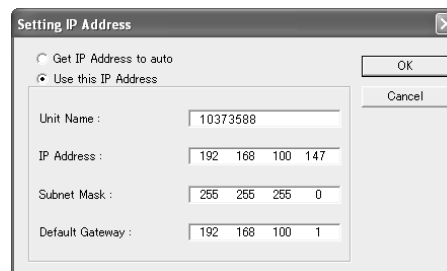 Setting IP Address
Get IP Address to auto
Use this IP Address
OK
Cancel
Unit Name : 10373588
IP Address : 192 168 100 147
Subnet Mask : 255 255 255 0
Default Gateway : 192 168 100 1